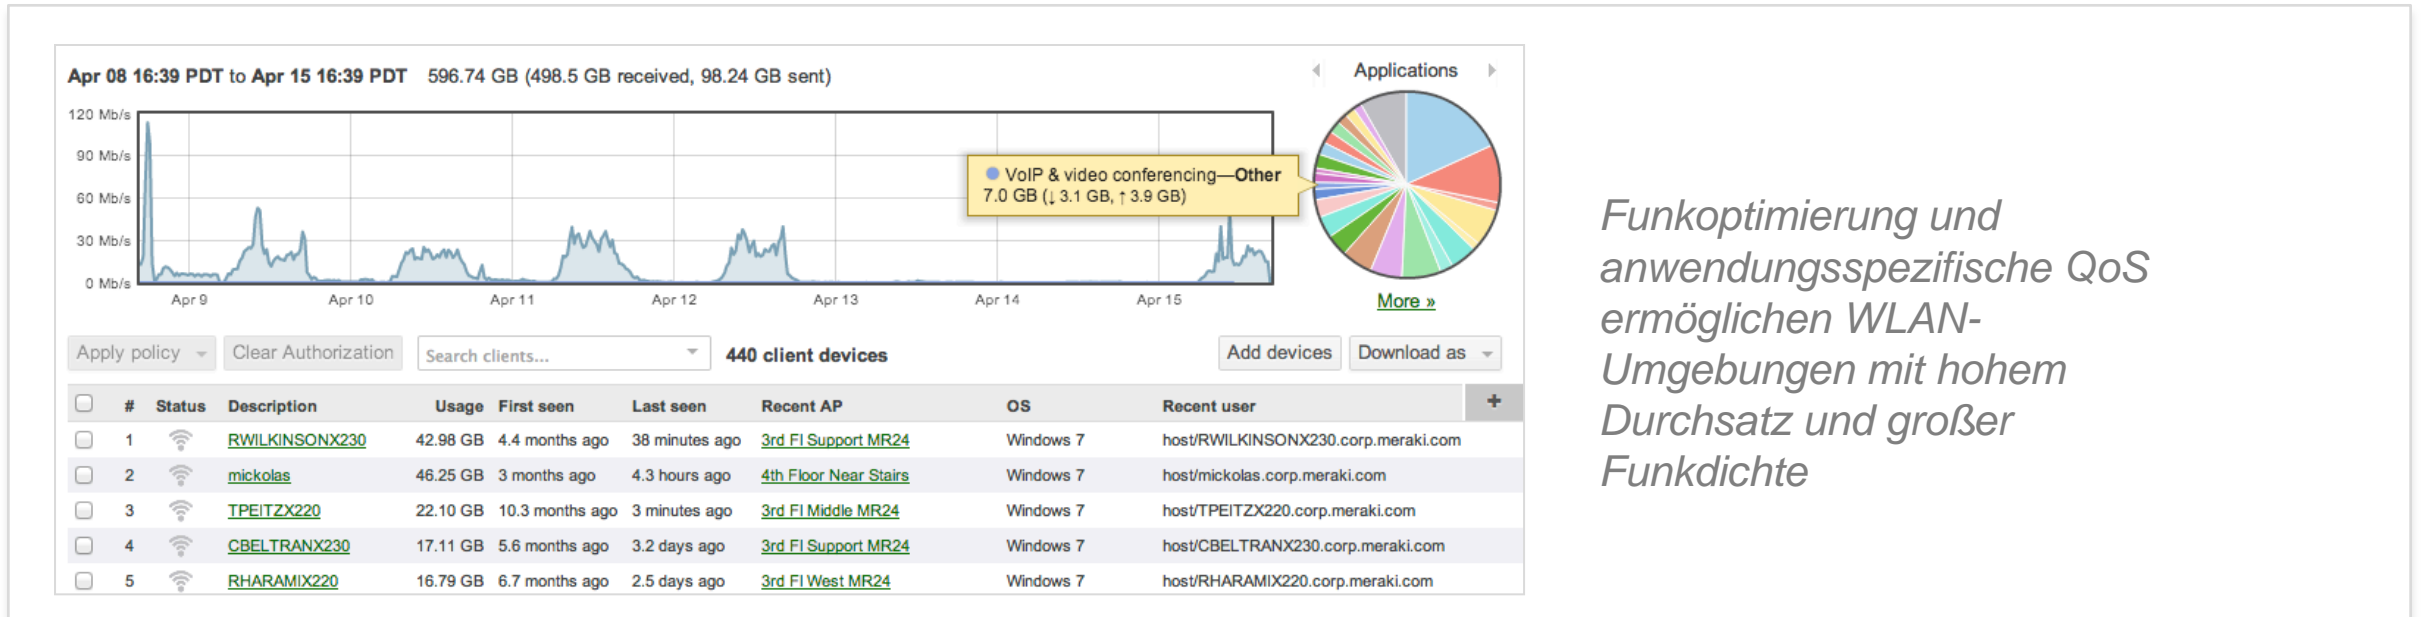 Apr 08 16:39 PDT to Apr 15 16:39 PDT 596.74 GB (498.5 GB received, 98.24 GB sent)
Applications
120 Mb/s
90 Mb/s
60 Mb/s
30 Mb/s
0 Mb/s
Apr 9 Apr 10 Apr 11 Apr 12 Apr 13 Apr 14 Apr 15
VoIP & video conferencing—Other
7.0 GB (↓ 3.1 GB, ↑ 3.9 GB)
More »
Apply policy Clear Authorization Search clients... 440 client devices Add devices Download as
# Status Description Usage First seen Last seen Recent AP OS Recent user +
1 RWILKINSONX230 42.98 GB 4.4 months ago 38 minutes ago 3rd Fl Support MR24 Windows 7 host/RWILKINSONX230.corp.meraki.com
2 mickolas 46.25 GB 3 months ago 4.3 hours ago 4th Floor Near Stairs Windows 7 host/mickolas.corp.meraki.com
3 TPEITZX220 22.10 GB 10.3 months ago 3 minutes ago 3rd Fl Middle MR24 Windows 7 host/TPEITZX220.corp.meraki.com
4 CBELTRANX230 17.11 GB 5.6 months ago 3.2 days ago 3rd Fl Support MR24 Windows 7 host/CBELTRANX230.corp.meraki.com
5 RHARAMIX220 16.79 GB 6.7 months ago 2.5 days ago 3rd Fl West MR24 Windows 7 host/RHARAMIX220.corp.meraki.com
Funkoptimierung und
anwendungsspezifische QoS
ermöglichen WLAN-
Umgebungen mit hohem
Durchsatz und großer
Funkdichte